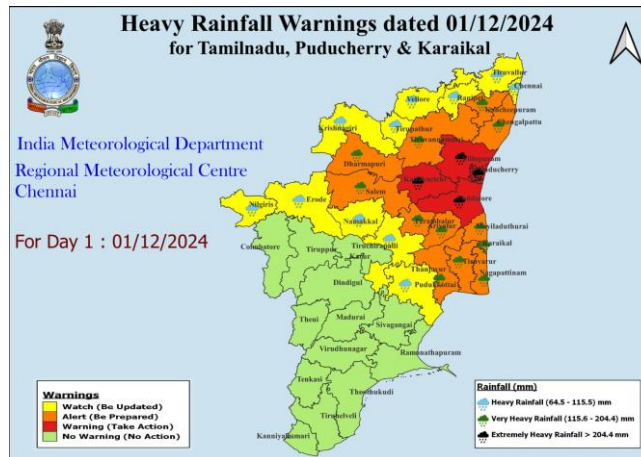 Heavy Rainfall Warnings dated 01/12/2024
for Tamilnadu, Puducherry & Karaikal
India Meteorological Department
Regional Meteorological Centre
Chennai
For Day 1 : 01/12/2024
Tiruvallur
Chennai
Vellore
Ranipet
Kancheepuram
Chengalpattu
Krishnagiri
Tirupathur
Tiruvannamalai
Dharmapuri
Villupuram
Puducherry
Salem
Cuddalore
Nilgiris
Erode
Namakkal
Perambalur
Ariyalur
Mayiladuthurai
Coimbatore
Tiruppur
Tiruchirapalli
Karur
Karaikal
Thanjavur
Tiruvarur
Nagapattinam
Dindigul
Pudukkottai
Theni
Madurai
Sivagangai
Virudhunagar
Ramanathapuram
Tenkasi
Thoothukudi
Tirunelveli
Kanniyakumari
Warnings
Watch (Be Updated)
Alert (Be Prepared)
Warning (Take Action)
No Warning (No Action)
Rainfall (mm)
Heavy Rainfall (64.5 - 115.5) mm
Very Heavy Rainfall (115.6 - 204.4) mm
Extremely Heavy Rainfall > 204.4 mm